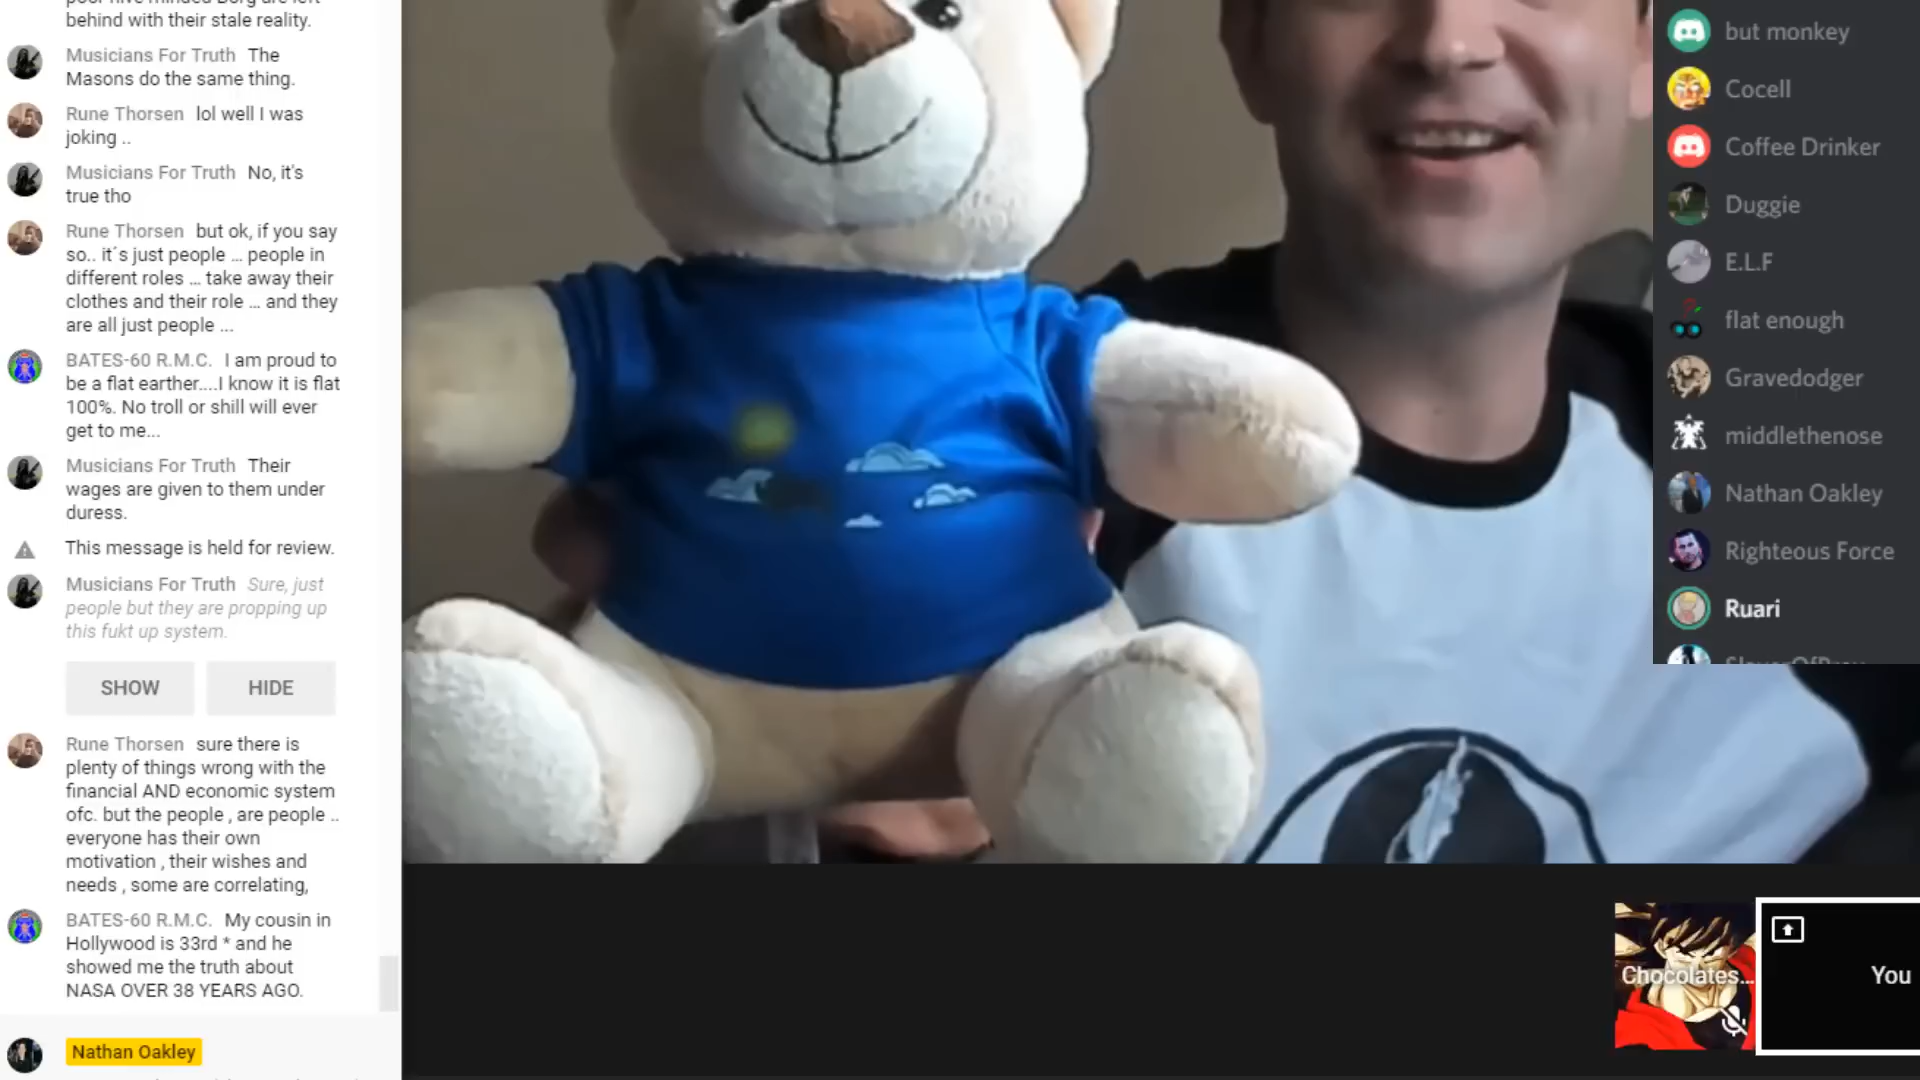 behind with their stale reality.
Musicians For Truth The
Masons do the same thing.
Rune Thorsen lol well I was
joking ..
Musicians For Truth No, it's
true tho
Rune Thorsen but ok, if you say
so.. it´s just people ... people in
different roles ... take away their
clothes and their role ... and they
are all just people ...
BATES-60 R.M.C. I am proud to
be a flat earther....I know it is flat
100%. No troll or shill will ever
get to me...
Musicians For Truth Their
wages are given to them under
duress.
This message is held for review.
Musicians For Truth Sure, just
people but they are propping up
this fukt up system.
SHOW HIDE
Rune Thorsen sure there is
plenty of things wrong with the
financial AND economic system
ofc. but the people , are people ..
everyone has their own
motivation , their wishes and
needs , some are correlating,
BATES-60 R.M.C. My cousin in
Hollywood is 33rd * and he
showed me the truth about
NASA OVER 38 YEARS AGO.
Nathan Oakley
but monkey
Cocell
Coffee Drinker
Duggie
E.L.F
flat enough
Gravedodger
middlethenose
Nathan Oakley
Righteous Force
Ruari
Chocolates...
You